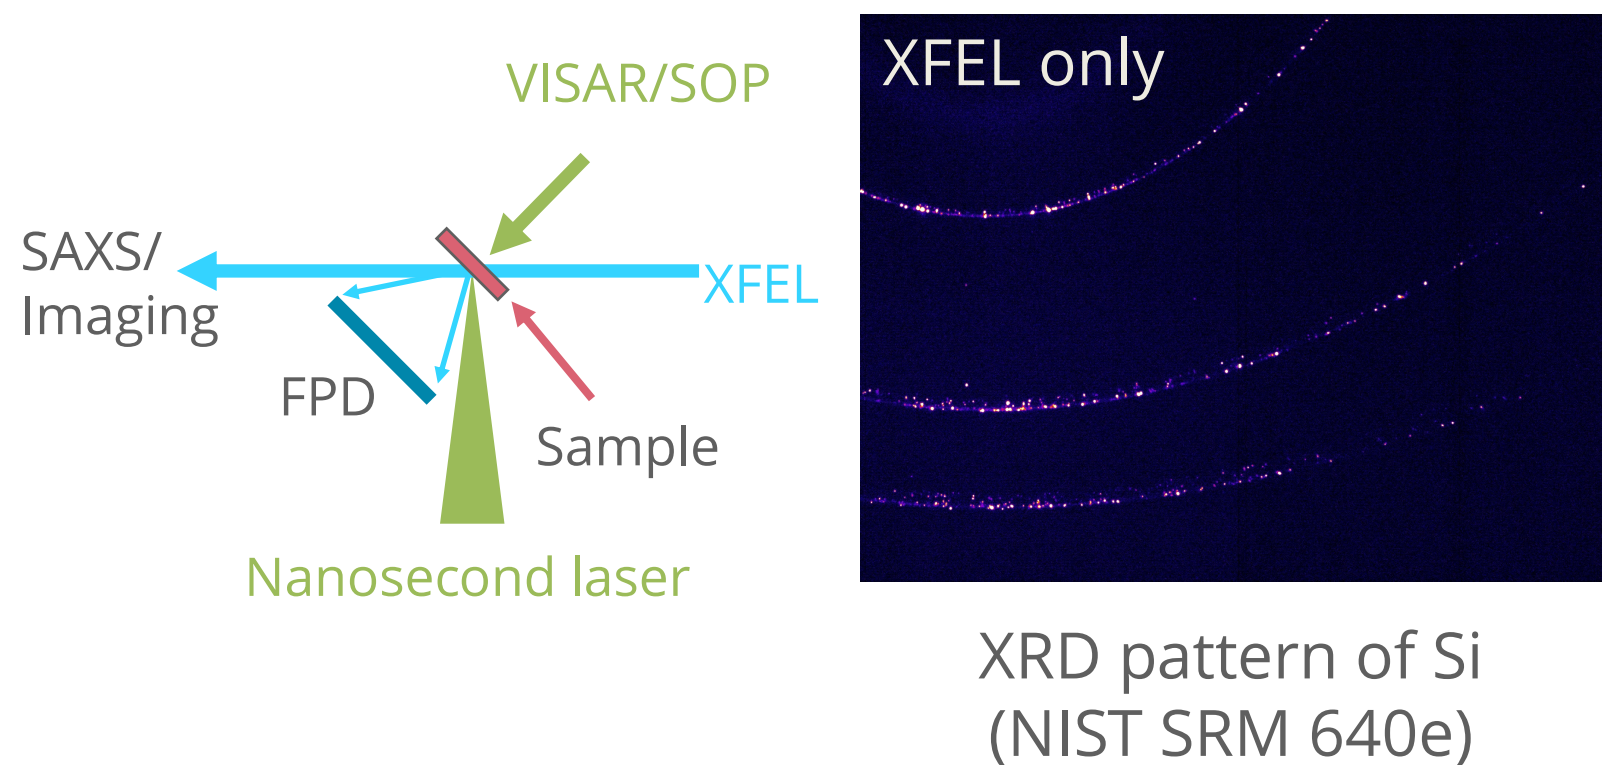 VISAR/SOP
SAXS/
Imaging
XFEL
FPD
Sample
Nanosecond laser
XFEL only
XRD pattern of Si
(NIST SRM 640e)